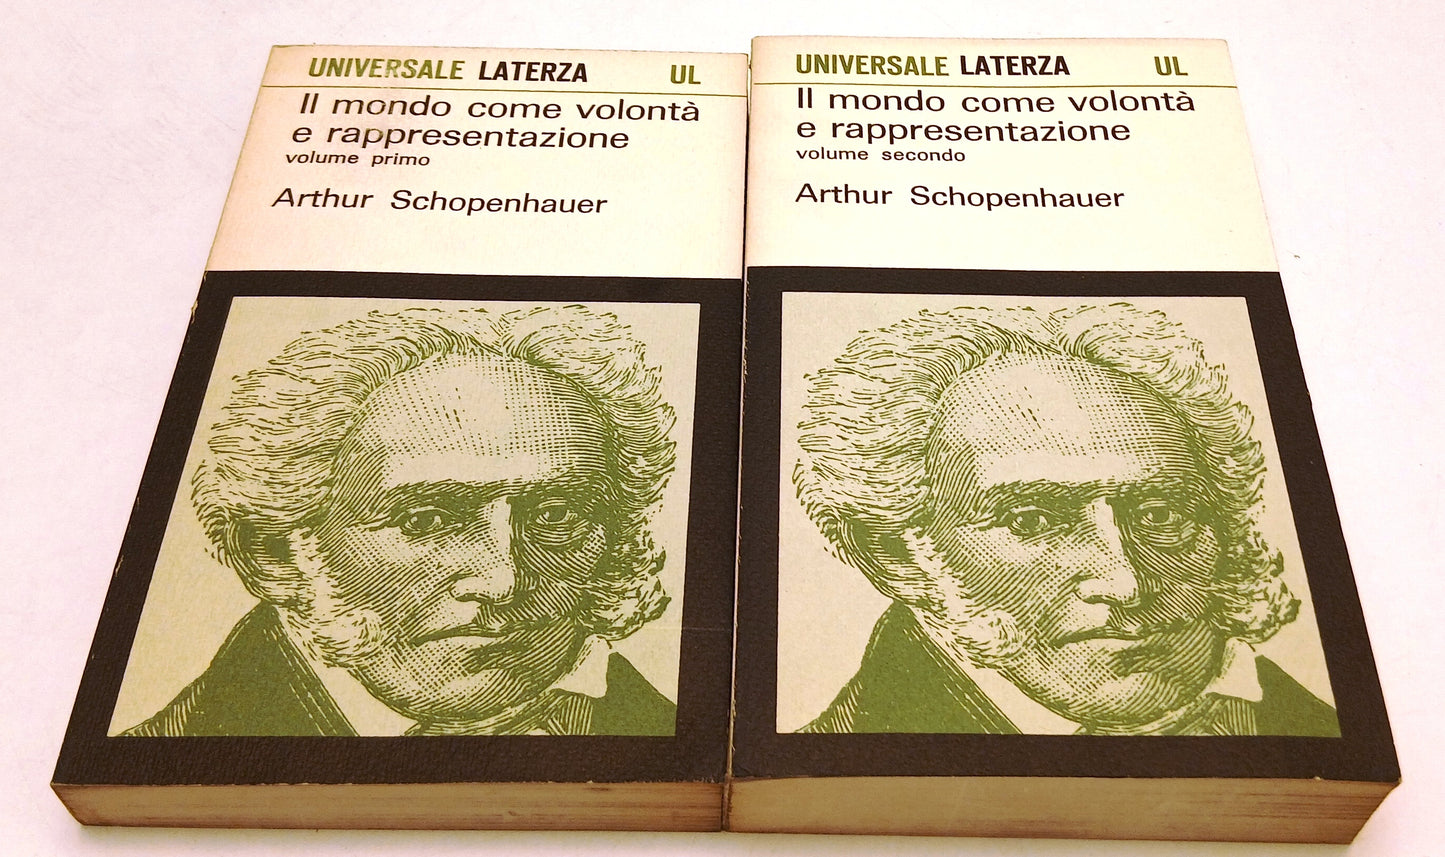 UNIVERSALE LATERZA UL
Il mondo come volontà
e rappresentazione
volume primo
Arthur Schopenhauer
UNIVERSALE LATERZA UL
Il mondo come volontà
e rappresentazione
volume secondo
Arthur Schopenhauer